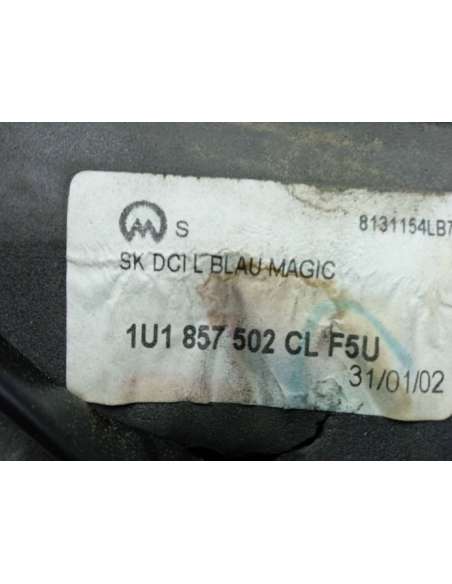 S 8131154LB7
SK DCI L BLAU MAGIC
1U1 857 502 CL F5U
31/01/02